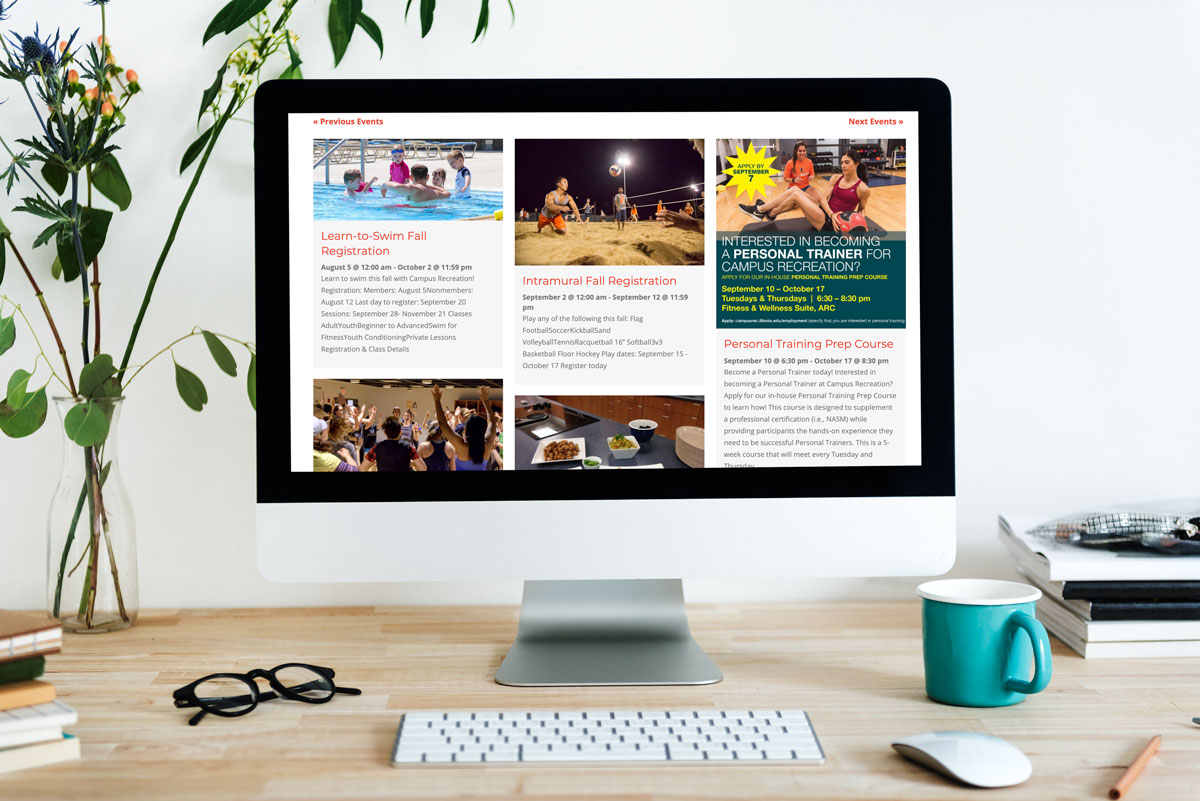 « Previous Events
Next Events »
Learn-to-Swim Fall
Registration
August 5 @ 12:00 am - October 2 @ 11:59 pm
Learn to swim this fall with Campus Recreation!
Registration: Members: August 5Nonmembers:
August 12 Last day to register: September 20
Sessions: September 28- November 21 Classes
AdultYouthBeginner to AdvancedSwim for
FitnessYouth ConditioningPrivate Lessons
Registration & Class Details
Intramural Fall Registration
September 2 @ 12:00 am - September 12 @ 11:59
pm
Play any of the following this fall: Flag
FootballSoccerKickballSand
VolleyballTennisRacquetball 16" Softball3v3
Basketball Floor Hockey Play dates: September 15 -
October 17 Register today
APPLY BY
SEPTEMBER
7
INTERESTED IN BECOMING
A PERSONAL TRAINER FOR
CAMPUS RECREATION?
APPLY FOR OUR IN-HOUSE PERSONAL TRAINING PREP COURSE
September 10 – October 17
Tuesdays & Thursdays | 6:30 – 8:30 pm
Fitness & Wellness Suite, ARC
Apply: campusrec.illinois.edu/employment (specify that you are interested in personal training)
Personal Training Prep Course
September 10 @ 6:30 pm - October 17 @ 8:30 pm
Become a Personal Trainer today! Interested in
becoming a Personal Trainer at Campus Recreation?
Apply for our in-house Personal Training Prep Course
to learn how! This course is designed to supplement
a professional certification (i.e., NASM) while
providing participants the hands-on experience they
need to be successful Personal Trainers. This is a 5-
week course that will meet every Tuesday and
Thursday